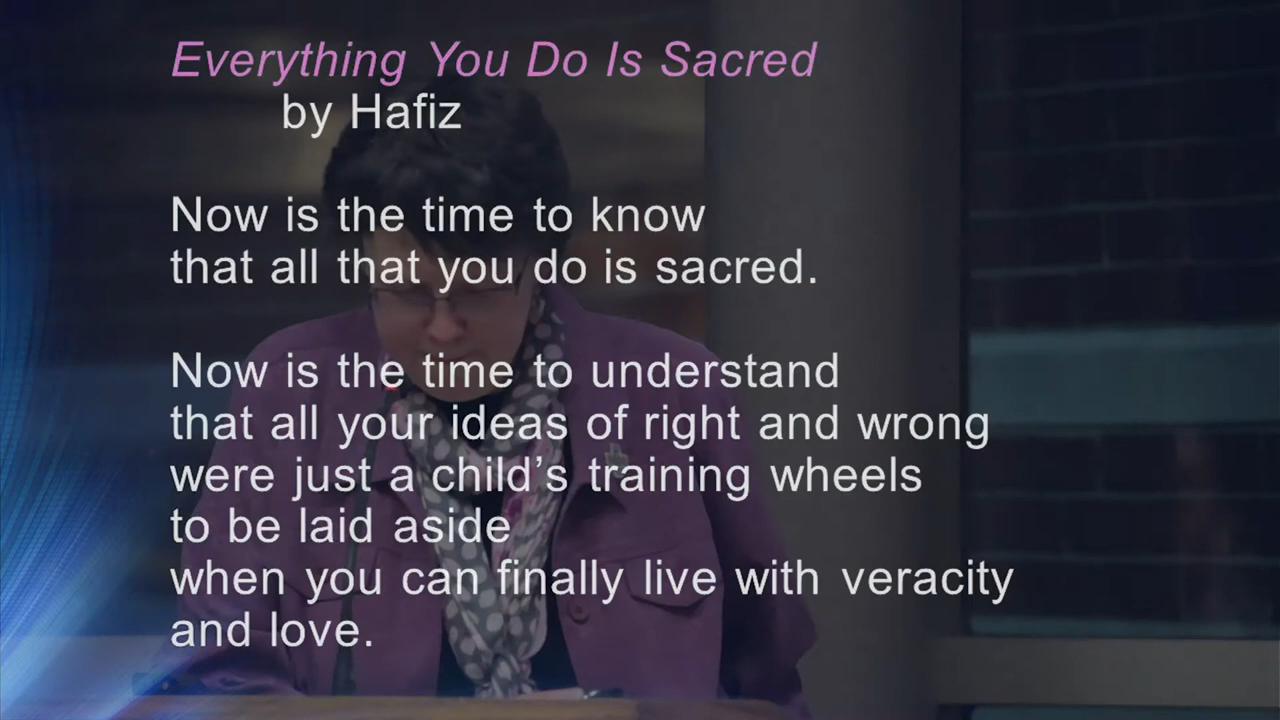 Everything You Do Is Sacred
by Hafiz
Now is the time to know
that all that you do is sacred.
Now is the time to understand
that all your ideas of right and wrong
were just a child’s training wheels
to be laid aside
when you can finally live with veracity
and love.